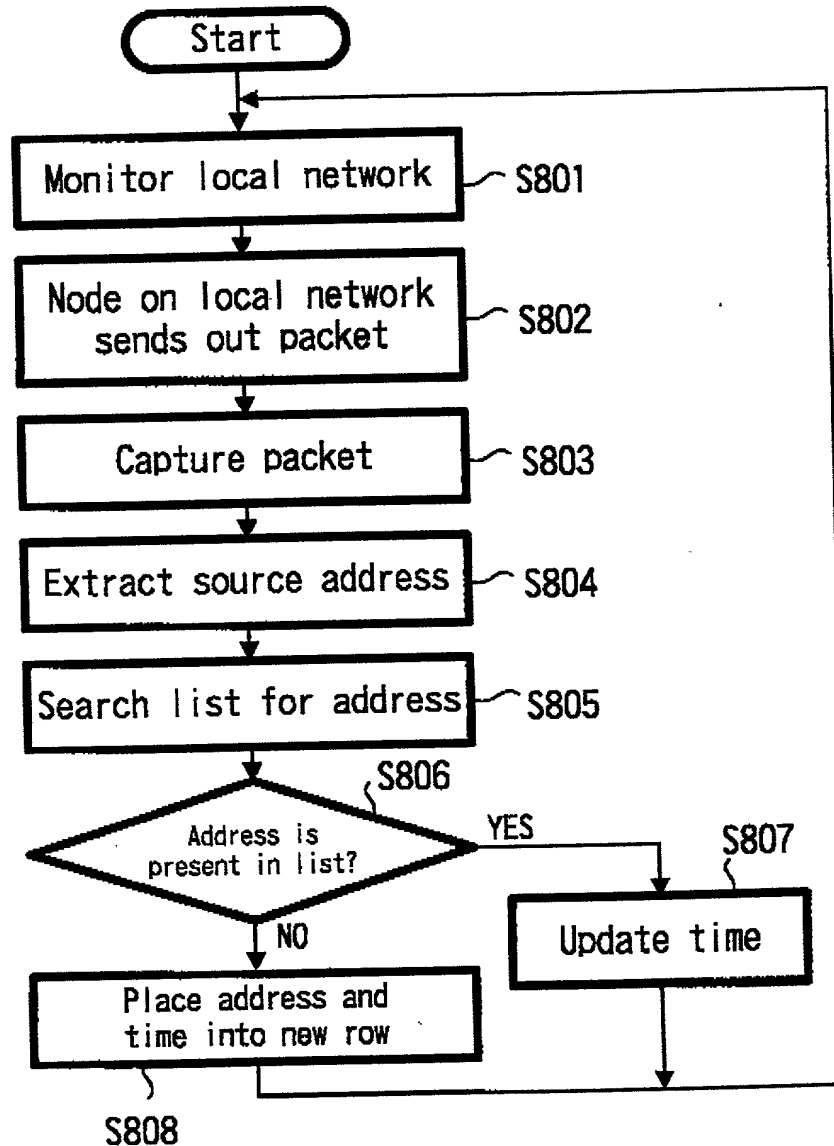 Start
Monitor local network
S801
Node on local network
sends out packet
S802
Capture packet
S803
Extract source address
S804
Search list for address
S805
S806
Address is
present in list?
YES
NO
S807
Update time
Place address and
time into new row
S808